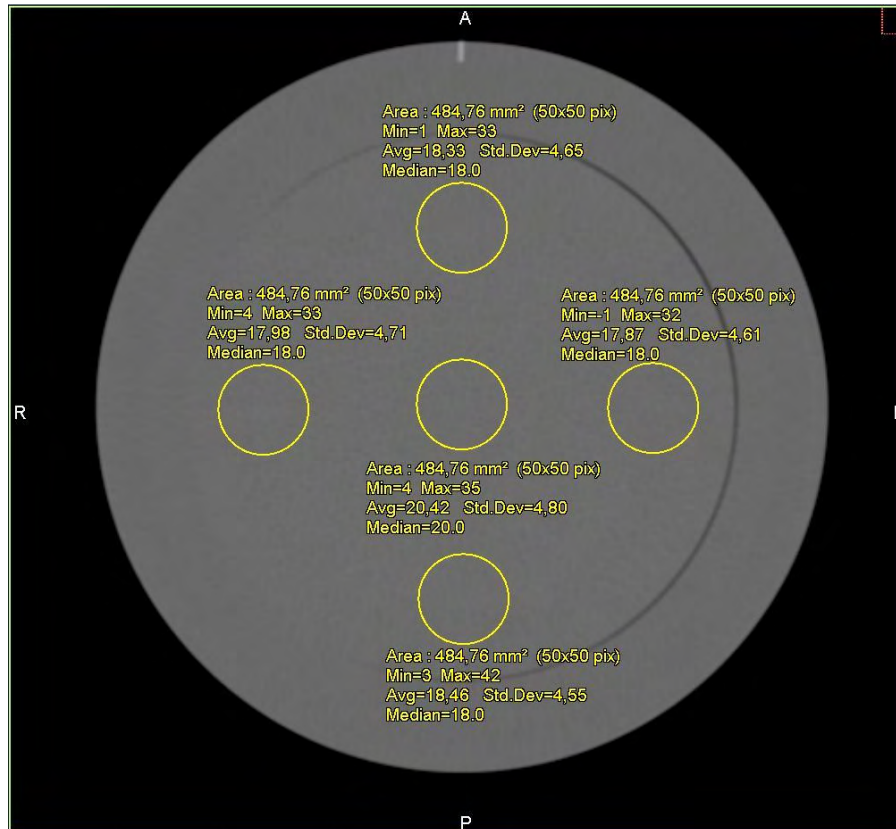 A
Area : 484,76 mm² (50x50 pix)
Min=1 Max=33
Avg=18,33 Std.Dev=4,65
Median=18.0
Area : 484,76 mm² (50x50 pix)
Min=4 Max=33
Avg=17,98 Std.Dev=4,71
Median=18.0
Area : 484,76 mm² (50x50 pix)
Min=-1 Max=32
Avg=17,87 Std.Dev=4,61
Median=18.0
R
Area : 484,76 mm² (50x50 pix)
Min=4 Max=35
Avg=20,42 Std.Dev=4,80
Median=20.0
Area : 484,76 mm² (50x50 pix)
Min=3 Max=42
Avg=18,46 Std.Dev=4,55
Median=18.0
P